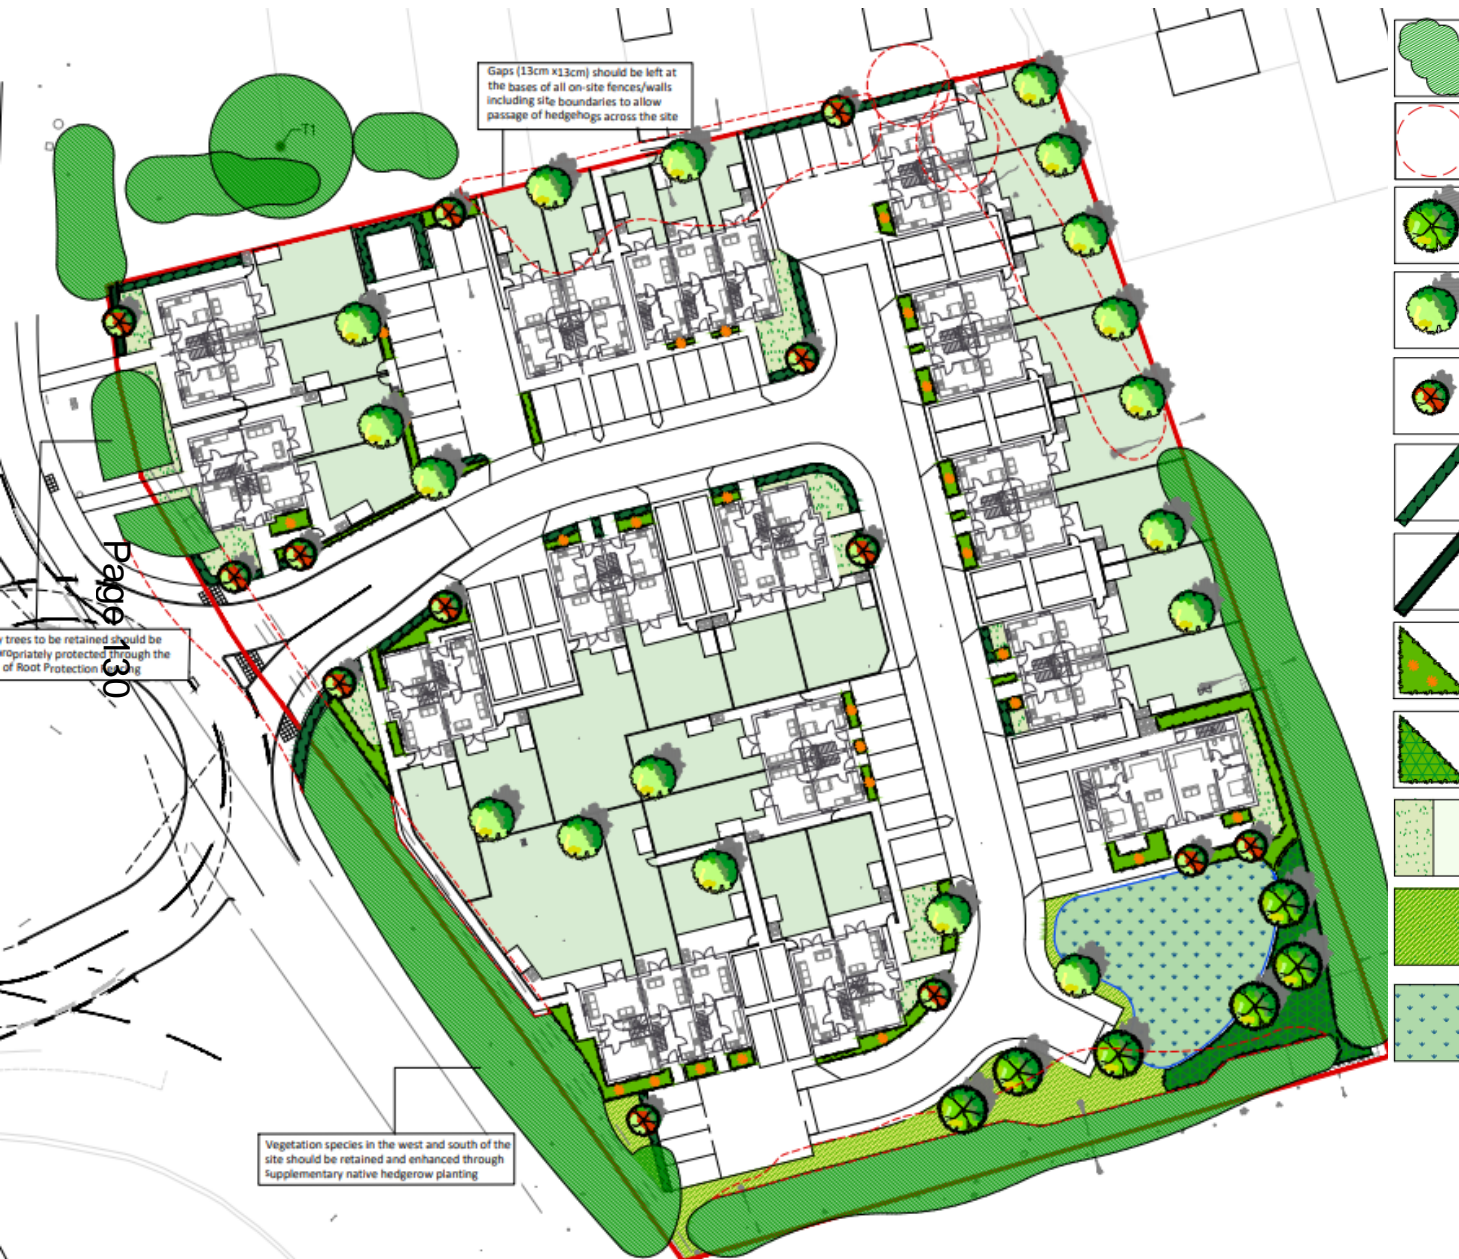 Gaps (13cm x13cm) should be left at
the bases of all on-site fences/walls
including site boundaries to allow
passage of hedgehogs across the site
T1
Page 130
trees to be retained should be
protected through the
of Root Protection Fencing
Vegetation species in the west and south of the
site should be retained and enhanced through
supplementary native hedgerow planting